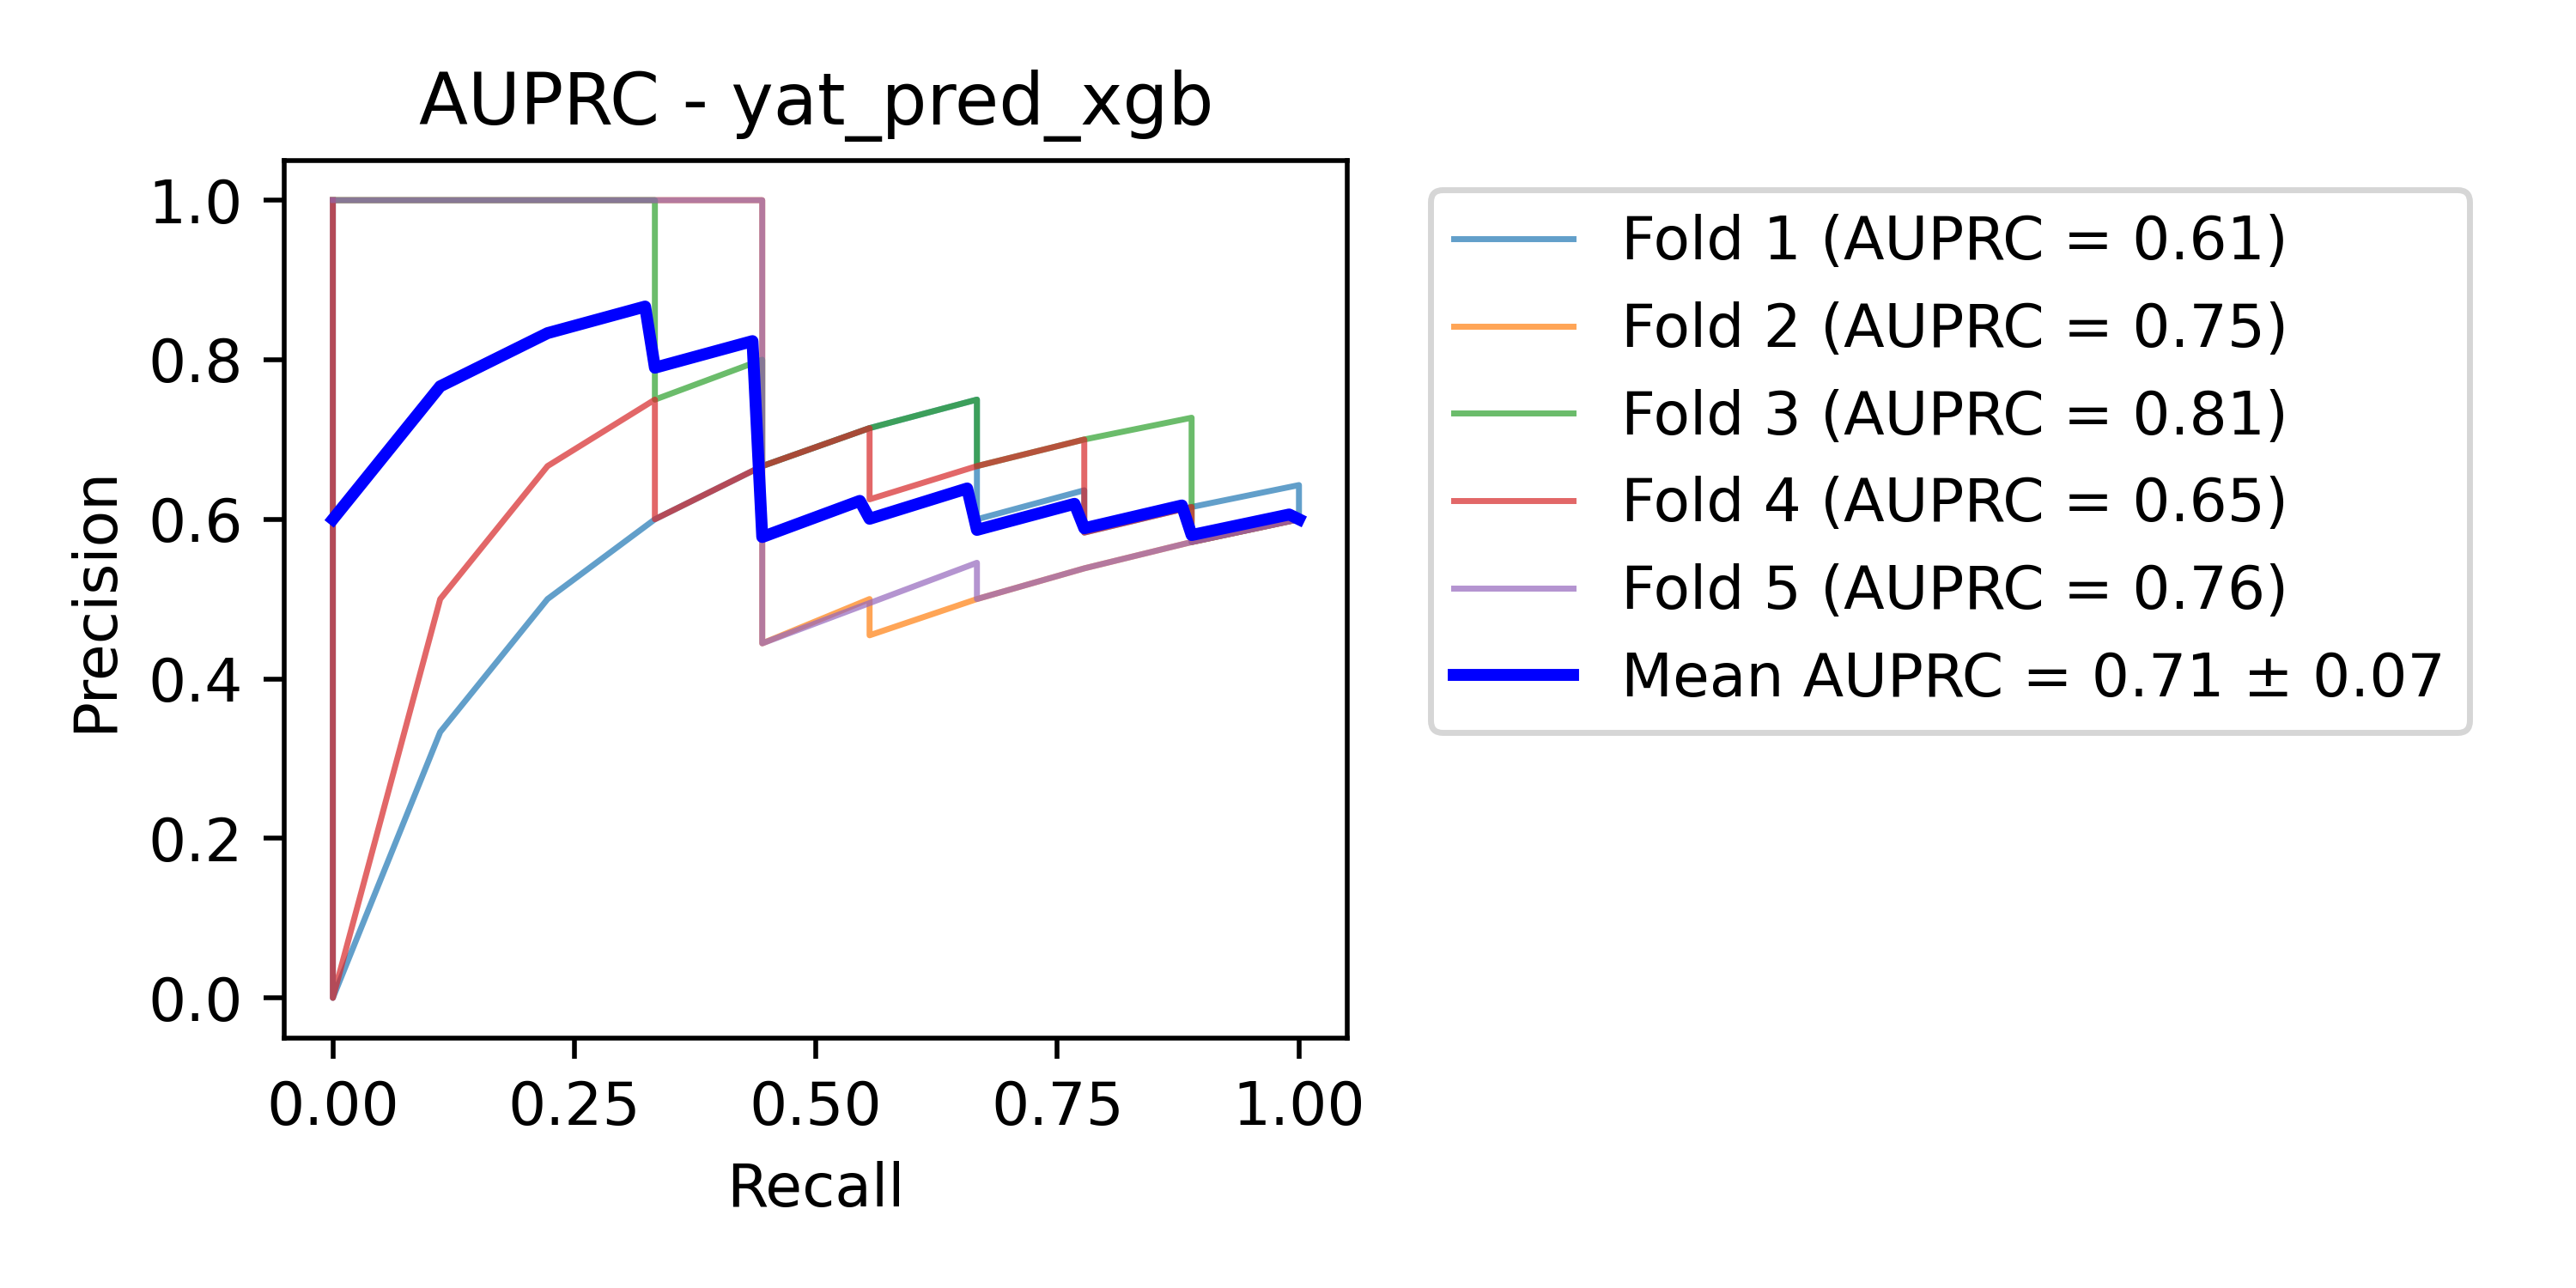 AUPRC - yat_pred_xgb
1.0
0.8
0.6
0.4
0.2
0.0
Precision
0.00 0.25 0.50 0.75 1.00
Recall
Fold 1 (AUPRC = 0.61)
Fold 2 (AUPRC = 0.75)
Fold 3 (AUPRC = 0.81)
Fold 4 (AUPRC = 0.65)
Fold 5 (AUPRC = 0.76)
Mean AUPRC = 0.71 ± 0.07